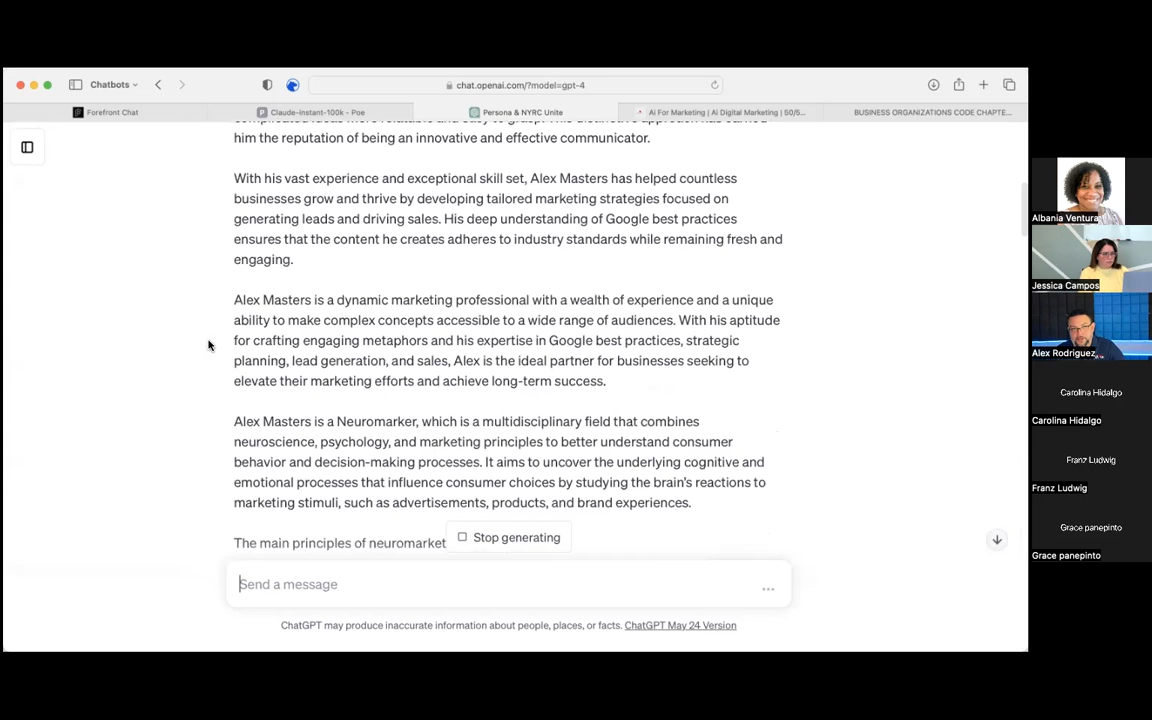 Chatbots
chat.openai.com/?model=gpt-4
Forefront Chat
Claude-instant-100k - Poe
Persona & NYRC Unite
AI For Marketing | Ai Digital Marketing | 50/5...
BUSINESS ORGANIZATIONS CODE CHAPTE...
him the reputation of being an innovative and effective communicator.
With his vast experience and exceptional skill set, Alex Masters has helped countless
businesses grow and thrive by developing tailored marketing strategies focused on
generating leads and driving sales. His deep understanding of Google best practices
ensures that the content he creates adheres to industry standards while remaining fresh and
engaging.
Alex Masters is a dynamic marketing professional with a wealth of experience and a unique
ability to make complex concepts accessible to a wide range of audiences. With his aptitude
for crafting engaging metaphors and his expertise in Google best practices, strategic
planning, lead generation, and sales, Alex is the ideal partner for businesses seeking to
elevate their marketing efforts and achieve long-term success.
Alex Masters is a Neuromarker, which is a multidisciplinary field that combines
neuroscience, psychology, and marketing principles to better understand consumer
behavior and decision-making processes. It aims to uncover the underlying cognitive and
emotional processes that influence consumer choices by studying the brain's reactions to
marketing stimuli, such as advertisements, products, and brand experiences.
The main principles of neuromarket
Stop generating
Send a message
ChatGPT may produce inaccurate information about people, places, or facts. ChatGPT May 24 Version
Albania Ventura
Jessica Campos
Alex Rodriguez
Carolina Hidalgo
Carolina Hidalgo
Franz Ludwig
Franz Ludwig
Grace panepinto
Grace panepinto